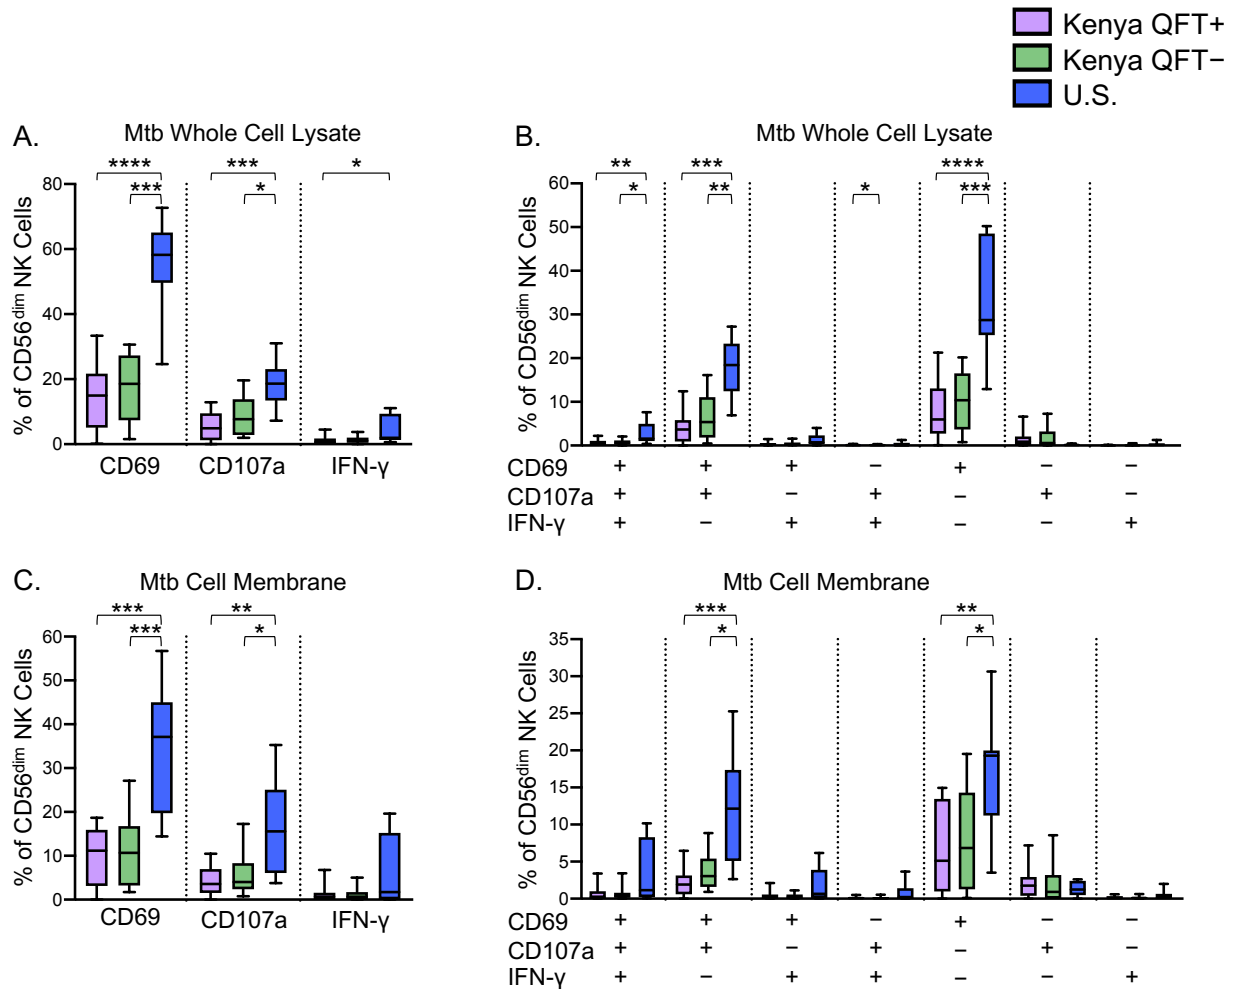 Kenya QFT+
Kenya QFT−
U.S.
A.
Mtb Whole Cell Lysate
**** *** *
*** *
% of CD56dim NK Cells
80
60
40
20
0
CD69 CD107a IFN-γ
B.
Mtb Whole Cell Lysate
** *** ****
* ** * ***
% of CD56dim NK Cells
60
50
40
30
20
10
0
CD69 + + + − + − −
CD107a + + − + − + −
IFN-γ + − + + − − +
C.
Mtb Cell Membrane
*** **
*** *
% of CD56dim NK Cells
60
50
40
30
20
10
0
CD69 CD107a IFN-γ
D.
Mtb Cell Membrane
*** **
* *
% of CD56dim NK Cells
35
30
25
20
15
10
5
0
CD69 + + + − + − −
CD107a + + − + − + −
IFN-γ + − + + − − +